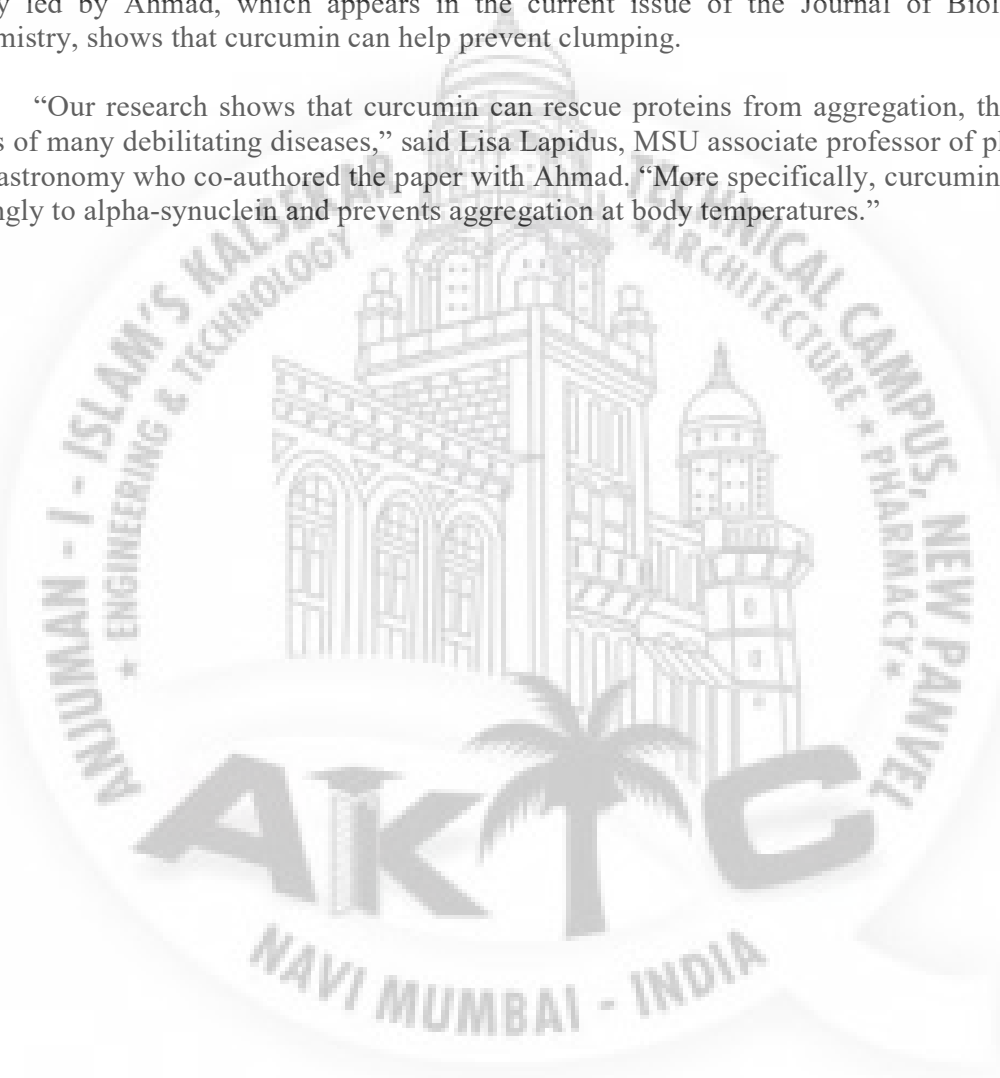 led by Ahmad, which appears in the current issue of the Journal of Biol
mistry, shows that curcumin can help prevent clumping.
“Our research shows that curcumin can rescue proteins from aggregation, th
s of many debilitating diseases,” said Lisa Lapidus, MSU associate professor of
astronomy who co-authored the paper with Ahmad. “More specifically, curcumin
ngly to alpha-synuclein and prevents aggregation at body temperatures.”
ANJUMAN - I - ISLAM'S KALSEKAR TECHNICAL CAMPUS, NEW PANVEL
★ ENGINEERING & TECHNOLOGY ★ ARCHITECTURE ★ PHARMACY ★
AKTC
NAVI MUMBAI - INDIA